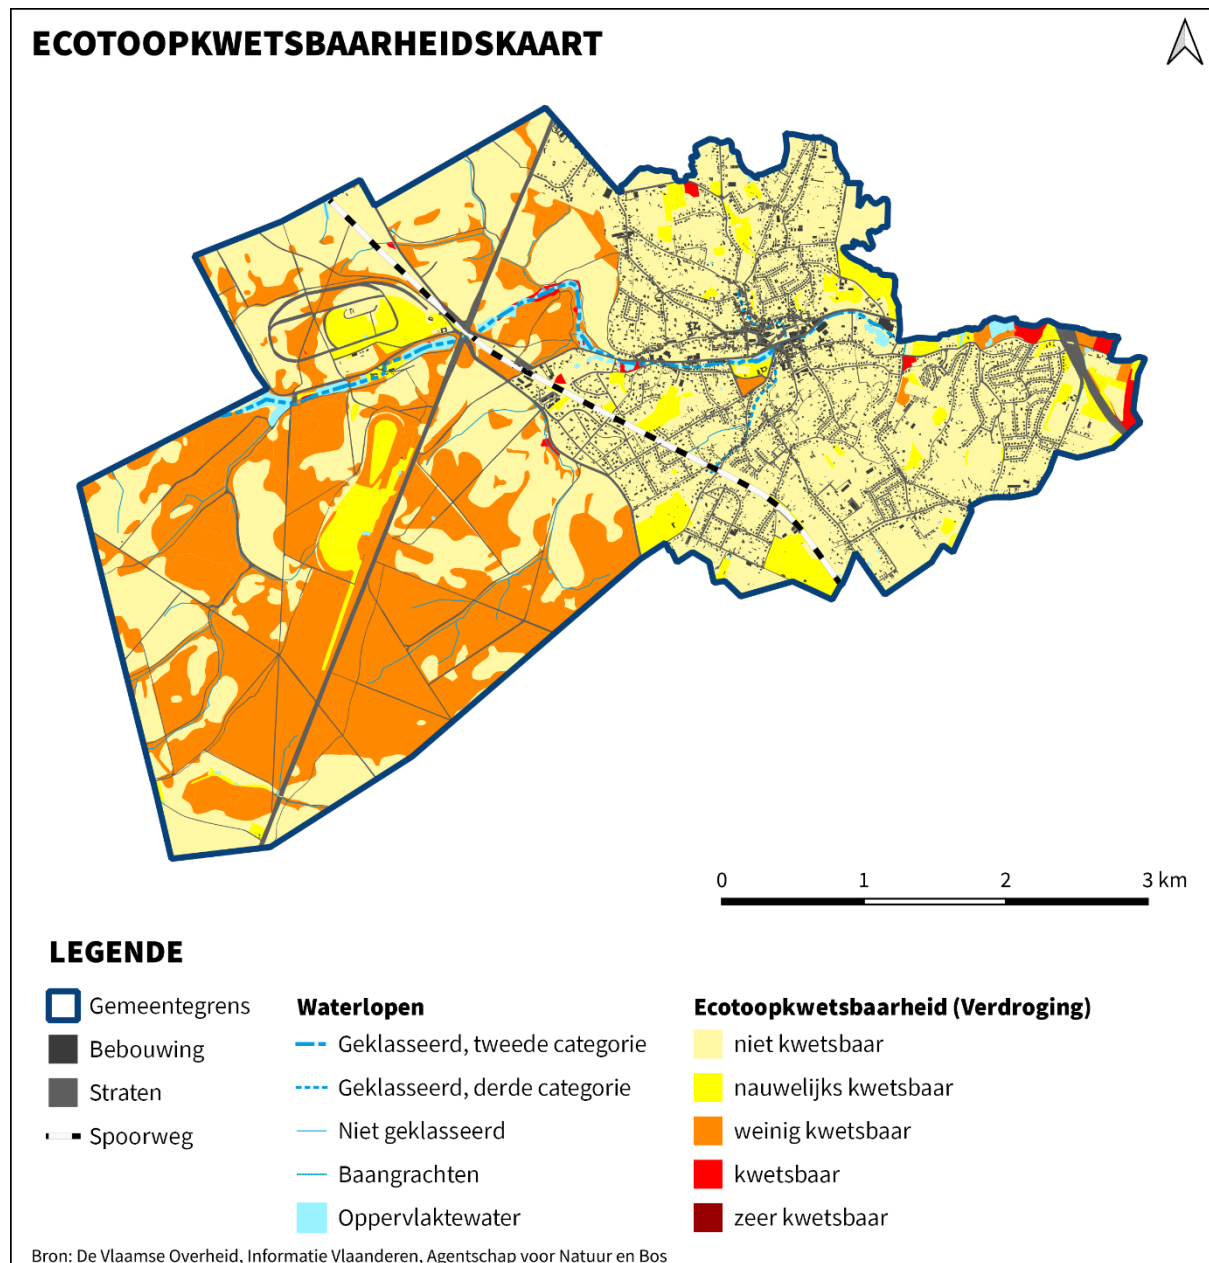 ECOTOOPKWETSBAARHEIDSKAART
0 1 2 3 km
LEGENDE
Gemeentegrens
Bebouwing
Straten
Spoorweg
Waterlopen
Geklasseerd, tweede categorie
Geklasseerd, derde categorie
Niet geklasseerd
Baangrachten
Oppervlaktewater
Ecotoopkwetsbaarheid (Verdroging)
niet kwetsbaar
nauwelijks kwetsbaar
weinig kwetsbaar
kwetsbaar
zeer kwetsbaar
Bron: De Vlaamse Overheid, Informatie Vlaanderen, Agentschap voor Natuur en Bos